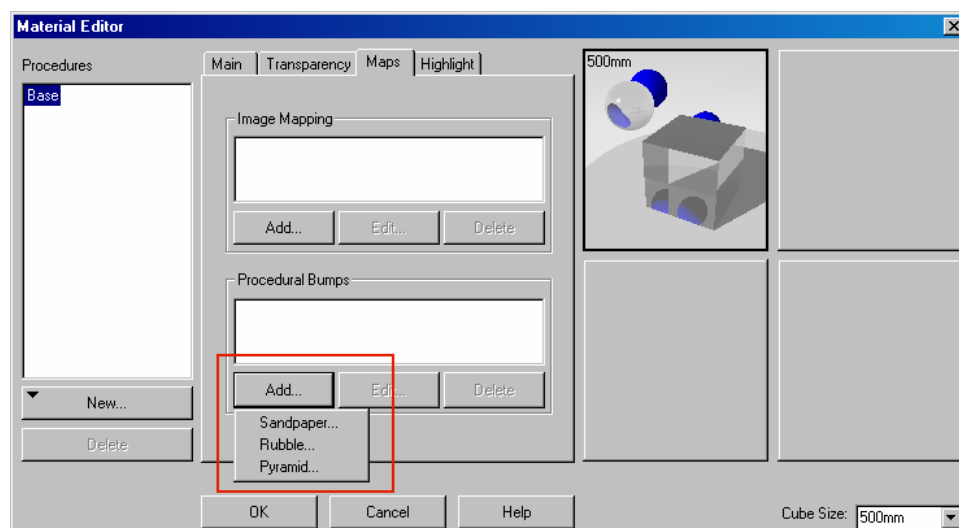 Material Editor
Procedures
Base
New...
Delete
Main Transparency Maps Highlight
Image Mapping
Add... Edit... Delete
Procedural Bumps
Add... Edit... Delete
Sandpaper...
Rubble...
Pyramid...
500mm
OK Cancel Help
Cube Size: 500mm